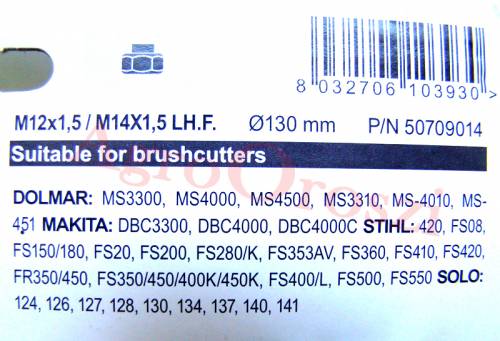 8 032706 103930 >
M12x1,5 / M14X1,5 LH.F. Ø130 mm P/N 50709014
Suitable for brushcutters
DOLMAR: MS3300, MS4000, MS4500, MS3310, MS-4010, MS-
451 MAKITA: DBC3300, DBC4000, DBC4000C STIHL: 420, FS08,
FS150/180, FS20, FS200, FS280/K, FS353AV, FS360, FS410, FS420,
FR350/450, FS350/450/400K/450K, FS400/L, FS500, FS550 SOLO:
124, 126, 127, 128, 130, 134, 137, 140, 141
AgroOroszi